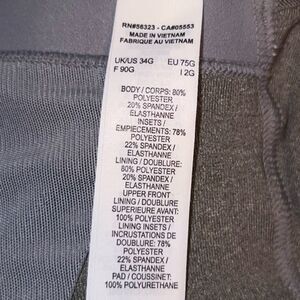 RN#56323 - CA#05553
MADE IN VIETNAM
FABRIQUE AU VIETNAM
UK/US 34G EU 75G
F 90G I 2G
BODY / CORPS: 80%
POLYESTER
20% SPANDEX /
ELASTHANNE
INSETS /
EMPIECEMENTS: 78%
POLYESTER
22% SPANDEX /
ELASTHANNE
LINING / DOUBLURE:
80% POLYESTER
20% SPANDEX /
ELASTHANNE
UPPER FRONT
LINING / DOUBLURE
SUPERIEURE AVANT:
100% POLYESTER
LINING INSETS /
INCRUSTATIONS DE
DOUBLURE: 78%
POLYESTER
22% SPANDEX /
ELASTHANNE
PAD / COUSSINET:
100% POLYURETHANE